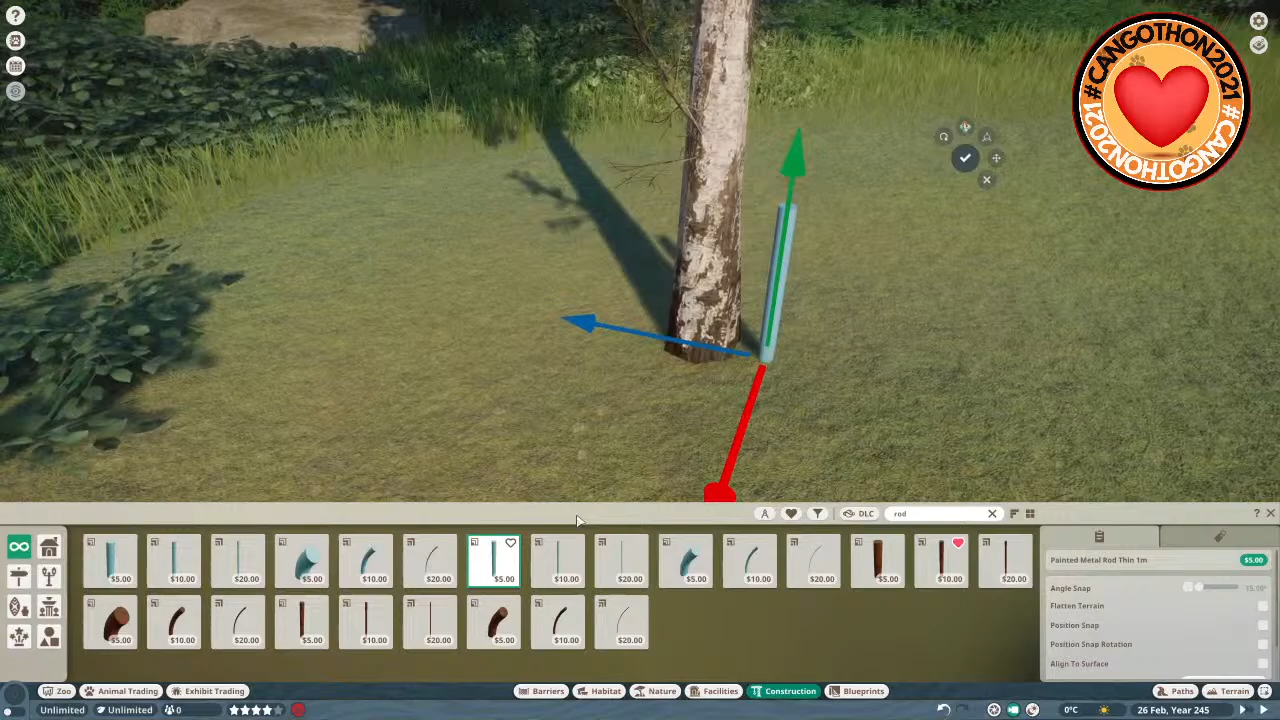 #CANGOTHON2021
#CANGOTHON2021
DLC
rod
? 
$5.00 $10.00 $20.00 $5.00 $10.00 $20.00 $5.00 $10.00 $20.00 $5.00 $10.00 $20.00 $5.00 $10.00 $20.00
$5.00 $10.00 $20.00 $5.00 $10.00 $20.00 $5.00 $10.00 $20.00
Painted Metal Rod Thin 1m $5.00
Angle Snap 15.00°
Flatten Terrain
Position Snap
Position Snap Rotation
Align To Surface
Zoo Animal Trading Exhibit Trading Barriers Habitat Nature Facilities Construction Blueprints Paths Terrain
Unlimited Unlimited 0 0°C 26 Feb, Year 245